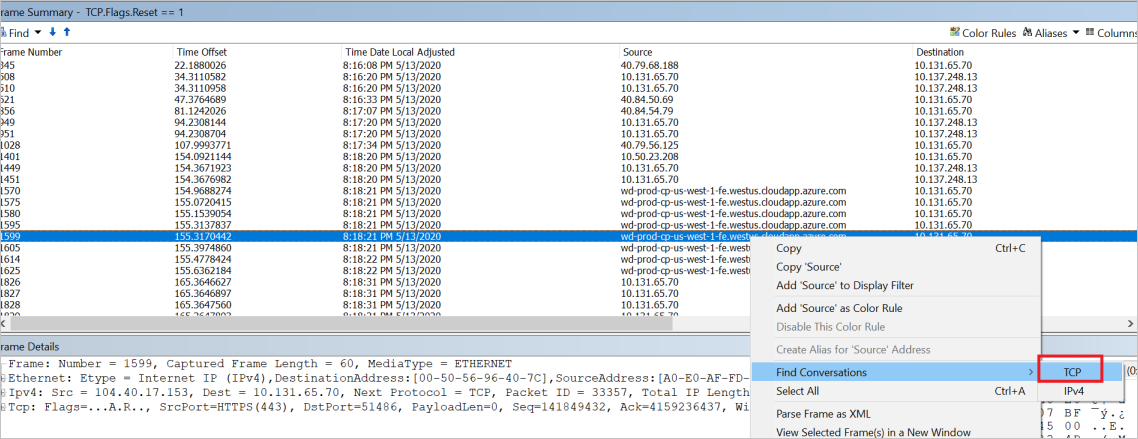 rame Summary - TCP.Flags.Reset == 1
Find Color Rules Aliases Columns
Frame Number Time Offset Time Date Local Adjusted Source Destination
345 22.1880026 8:16:08 PM 5/13/2020 40.79.68.188 10.131.65.70
508 34.3110582 8:16:20 PM 5/13/2020 10.131.65.70 10.137.248.13
510 34.3110958 8:16:20 PM 5/13/2020 10.131.65.70 10.137.248.13
621 47.3764689 8:16:33 PM 5/13/2020 40.84.50.69 10.131.65.70
856 81.1242026 8:17:07 PM 5/13/2020 40.84.54.79 10.131.65.70
949 94.2308144 8:17:20 PM 5/13/2020 10.131.65.70 10.137.248.13
951 94.2308704 8:17:20 PM 5/13/2020 10.131.65.70 10.137.248.13
1028 107.9993771 8:17:34 PM 5/13/2020 40.79.56.125 10.131.65.70
1401 154.0921144 8:18:20 PM 5/13/2020 10.50.23.208 10.131.65.70
1449 154.3671923 8:18:20 PM 5/13/2020 10.131.65.70 10.131.65.70
1451 154.3676982 8:18:20 PM 5/13/2020 10.131.65.70 10.131.65.70
1570 154.9688274 8:18:21 PM 5/13/2020 wd-prod-cp-us-west-1-fe.westus.cloudapp.azure.com 10.131.65.70
1575 155.0720415 8:18:21 PM 5/13/2020 wd-prod-cp-us-west-1-fe.westus.cloudapp.azure.com 10.131.65.70
1580 155.1539054 8:18:21 PM 5/13/2020 wd-prod-cp-us-west-1-fe.westus.cloudapp.azure.com 10.131.65.70
1595 155.3137837 8:18:21 PM 5/13/2020 wd-prod-cp-us-west-1-fe.westus.cloudapp.azure.com 10.131.65.70
1599 155.3170442 8:18:21 PM 5/13/2020 wd-prod-cp-us-west-1-fe.westus.cloudapp.azure.com 10.131.65.70
1605 155.3974860 8:18:21 PM 5/13/2020 wd-prod-cp-us-west-1-fe.westus
1614 155.4778424 8:18:22 PM 5/13/2020 wd-prod-cp-us-west-1-fe.westus
1625 155.6362184 8:18:22 PM 5/13/2020 wd-prod-cp-us-west-1-fe.westus
1826 165.3646627 8:18:31 PM 5/13/2020 10.131.65.70
1827 165.3646897 8:18:31 PM 5/13/2020 10.131.65.70
1828 165.3647560 8:18:31 PM 5/13/2020 10.131.65.70
Copy Ctrl+C
Copy 'Source'
Add 'Source' to Display Filter
Add 'Source' as Color Rule
Disable This Color Rule
Create Alias for 'Source' Address
Find Conversations
Select All Ctrl+A
Parse Frame as XML
View Selected Frame(s) in a New Window
TCP
IPv4
rame Details
Frame: Number = 1599, Captured Frame Length = 60, MediaType = ETHERNET
Ethernet: Etype = Internet IP (IPv4),DestinationAddress:[00-50-56-96-40-7C],SourceAddress:[A0-E0-AF-FD-
Ipv4: Src = 104.40.17.153, Dest = 10.131.65.70, Next Protocol = TCP, Packet ID = 33357, Total IP Length
Tcp: Flags=...A.R.., SrcPort=HTTPS(443), DstPort=51486, PayloadLen=0, Seq=141849432, Ack=4159236437, Wi